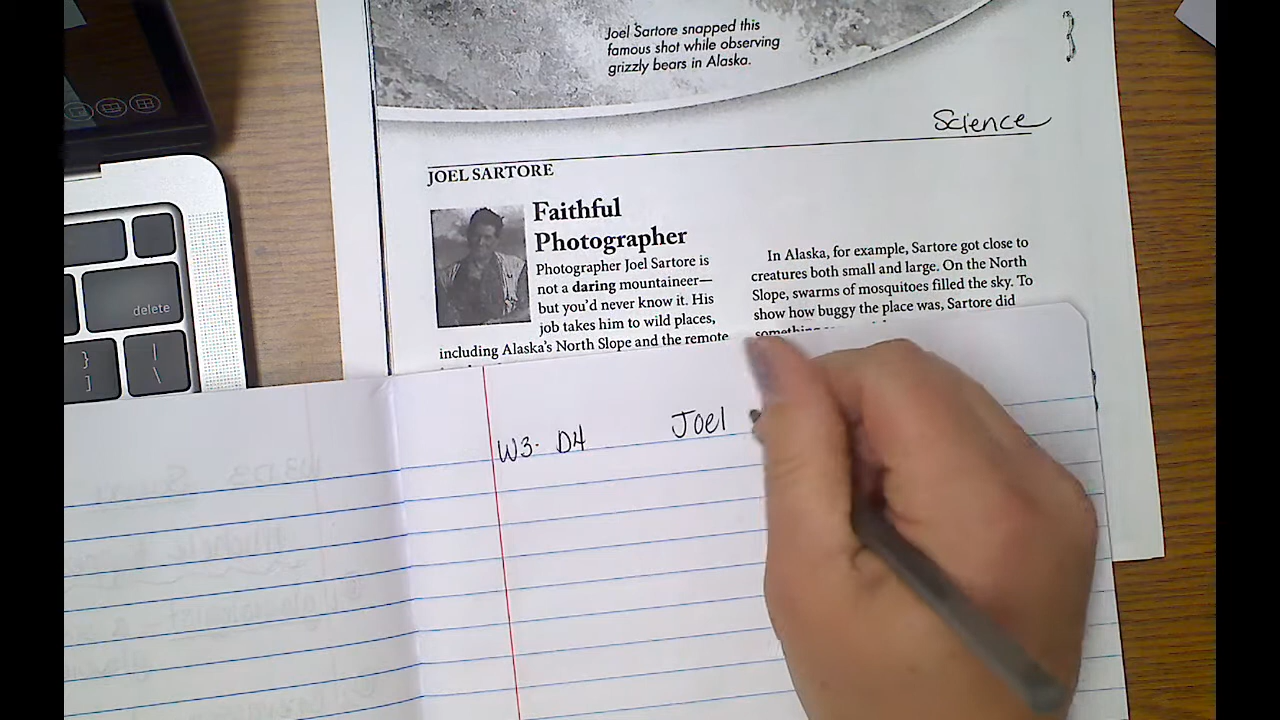 Joel Sartore snapped this
famous shot while observing
grizzly bears in Alaska.
3
Science
JOEL SARTORE
Faithful
Photographer
Photographer Joel Sartore is
not a daring mountaineer—
but you'd never know it. His
job takes him to wild places,
including Alaska's North Slope and the remote
In Alaska, for example, Sartore got close to
creatures both small and large. On the North
Slope, swarms of mosquitoes filled the sky. To
show how buggy the place was, Sartore did
something
W3· D4 Joel
delete
}
]
|
\